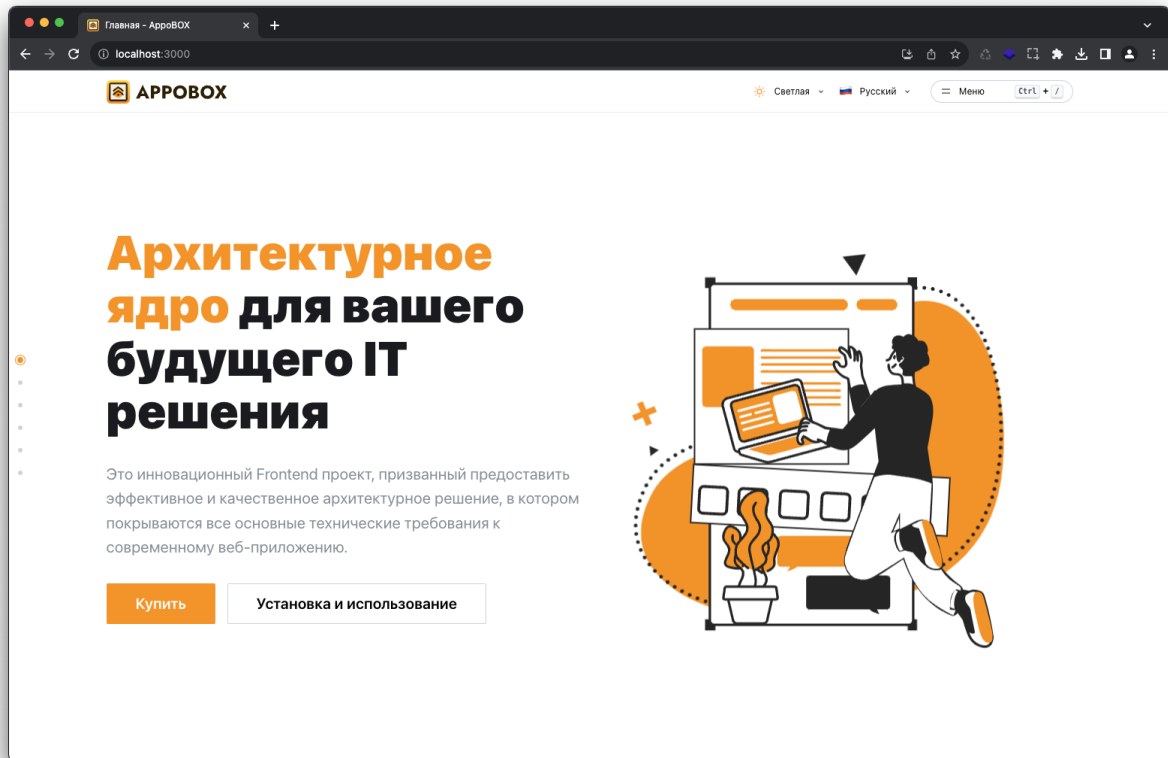 Главная - AppoBOX
localhost:3000
APPOBOX
Светлая
Русский
Меню
Ctrl + /
Архитектурное
ядро для вашего
будущего IT
решения
Это инновационный Frontend проект, призванный предоставить
эффективное и качественное архитектурное решение, в котором
покрываются все основные технические требования к
современному веб-приложению.
Купить
Установка и использование